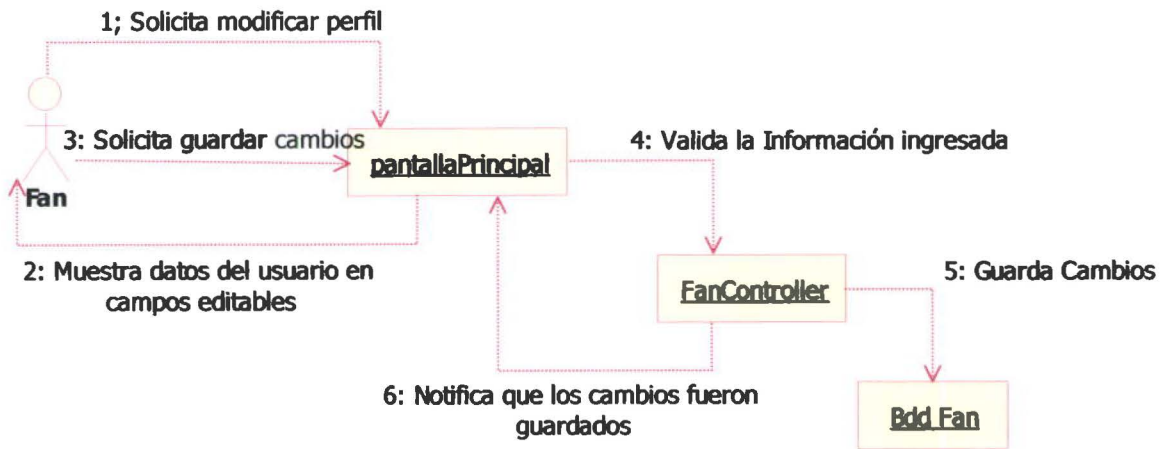 1; Solicita modificar perfil
3: Solicita guardar cambios
pantallaPrincipal
4: Valida la Información ingresada
Fan
2: Muestra datos del usuario en
campos editables
FanController
5: Guarda Cambios
6: Notifica que los cambios fueron
guardados
Bdd Fan